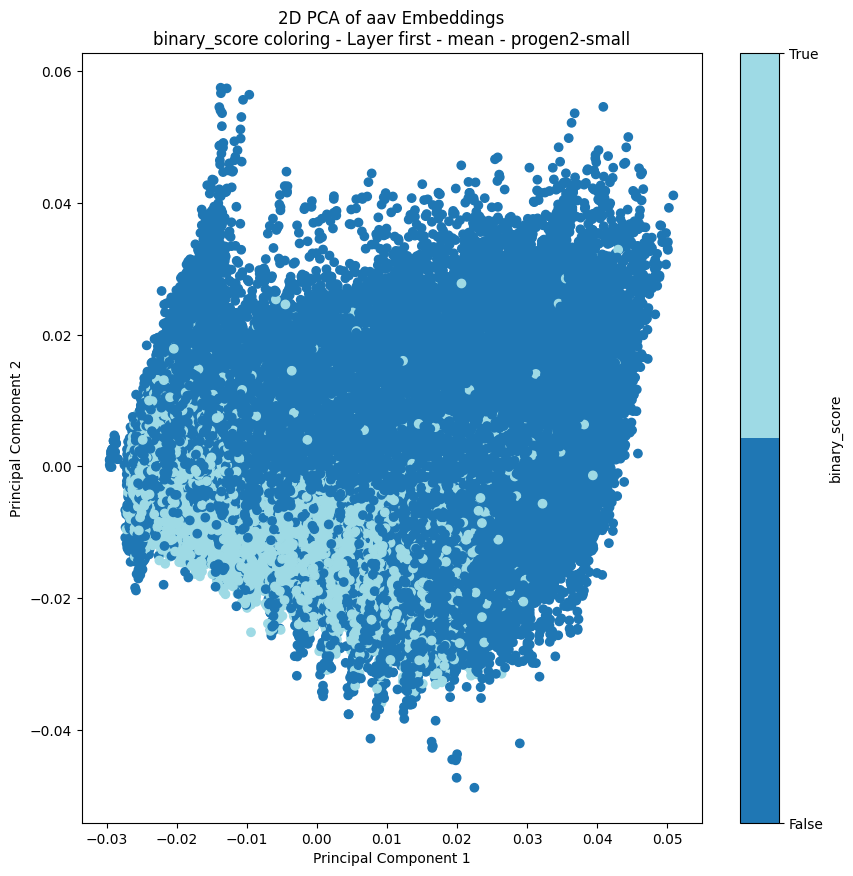 2D PCA of aav Embeddings
binary_score coloring - Layer first - mean - progen2-small
Principal Component 2
0.06
0.04
0.02
0.00
−0.02
−0.04
−0.03
−0.02
−0.01
0.00
0.01
0.02
0.03
0.04
0.05
Principal Component 1
True
False
binary_score